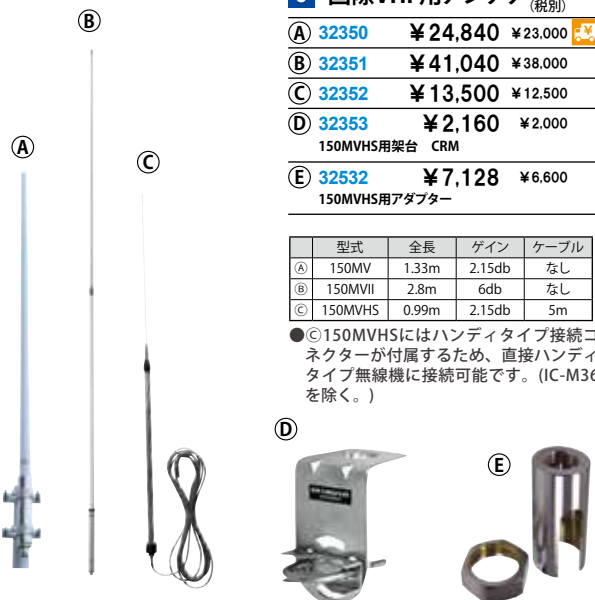 国際VHF用アンテナ (税別)
Ⓐ 32350 ￥24,840 ￥23,000
Ⓑ 32351 ￥41,040 ￥38,000
Ⓒ 32352 ￥13,500 ￥12,500
Ⓓ 32353 ￥2,160 ￥2,000
150MVHS用架台 CRM
Ⓔ 32532 ￥7,128 ￥6,600
150MVHS用アダプター
型式 全長 ゲイン ケーブル
Ⓐ 150MV 1.33m 2.15db なし
Ⓑ 150MVII 2.8m 6db なし
Ⓒ 150MVHS 0.99m 2.15db 5m
●Ⓒ150MVHSにはハンディタイプ接続コ
ネクターが付属するため、直接ハンディ
タイプ無線機に接続可能です。(IC-M36
を除く。)
Ⓐ
Ⓑ
Ⓒ
Ⓓ
Ⓔ